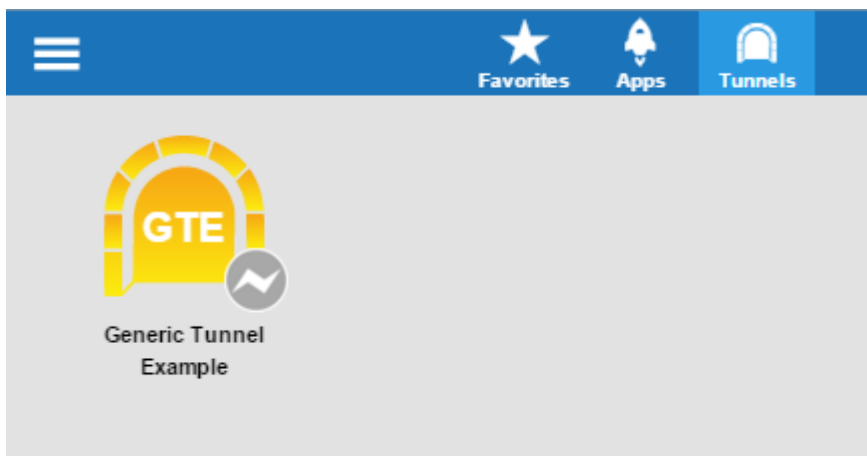 Favorites
Apps
Tunnels
GTE
Generic Tunnel
Example